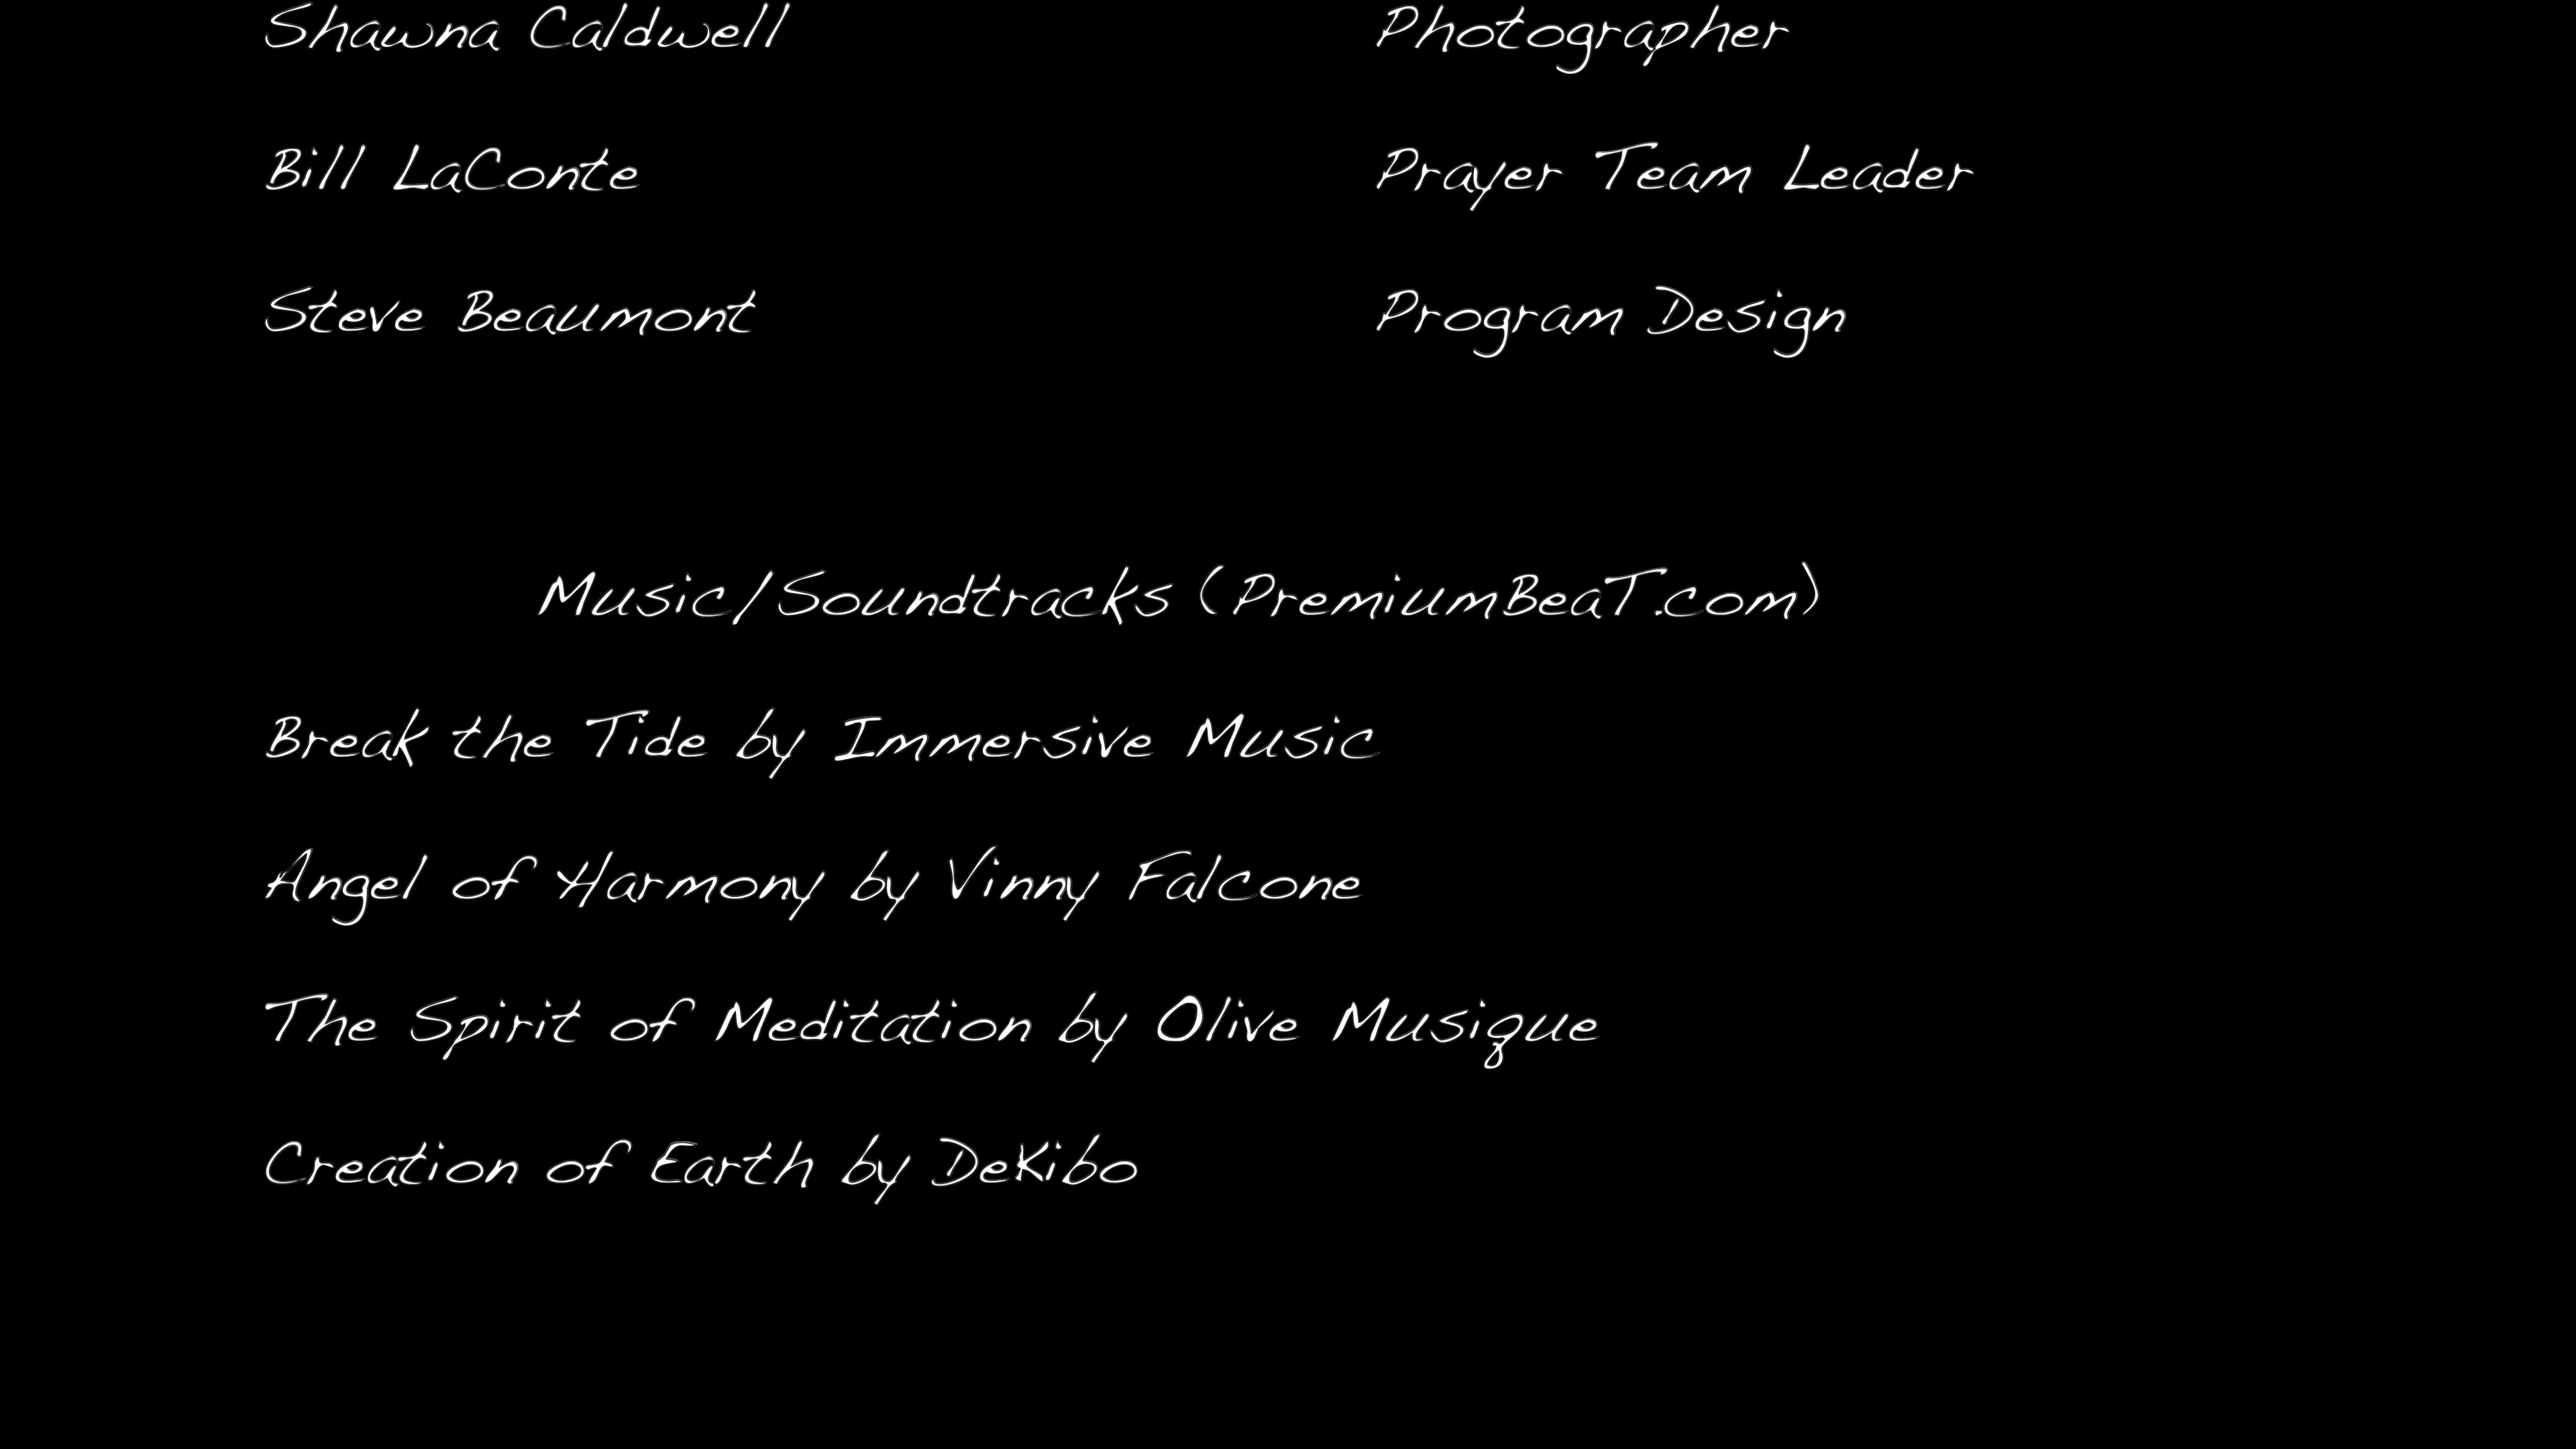 Shawna Caldwell Photographer
Bill LaConte Prayer Team Leader
Steve Beaumont Program Design
Music/Soundtracks (PremiumBeaT.com)
Break the Tide by Immersive Music
Angel of Harmony by Vinny Falcone
The Spirit of Meditation by Olive Musique
Creation of Earth by DeKibo